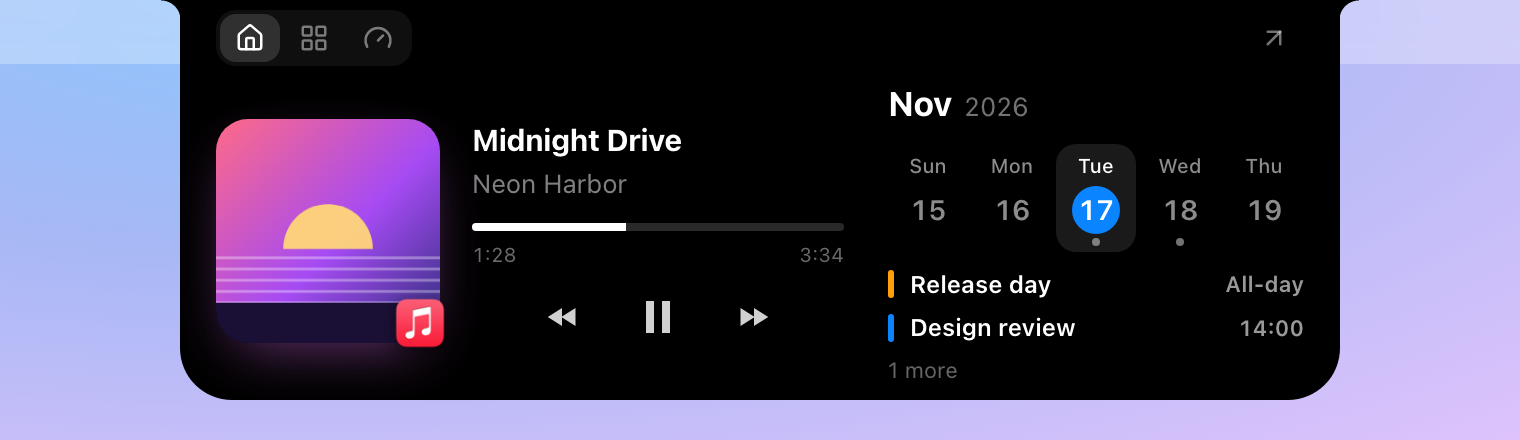 Midnight Drive
Neon Harbor
1:28 3:34
Nov 2026
Sun Mon Tue Wed Thu
15 16 17 18 19
Release day All-day
Design review 14:00
1 more